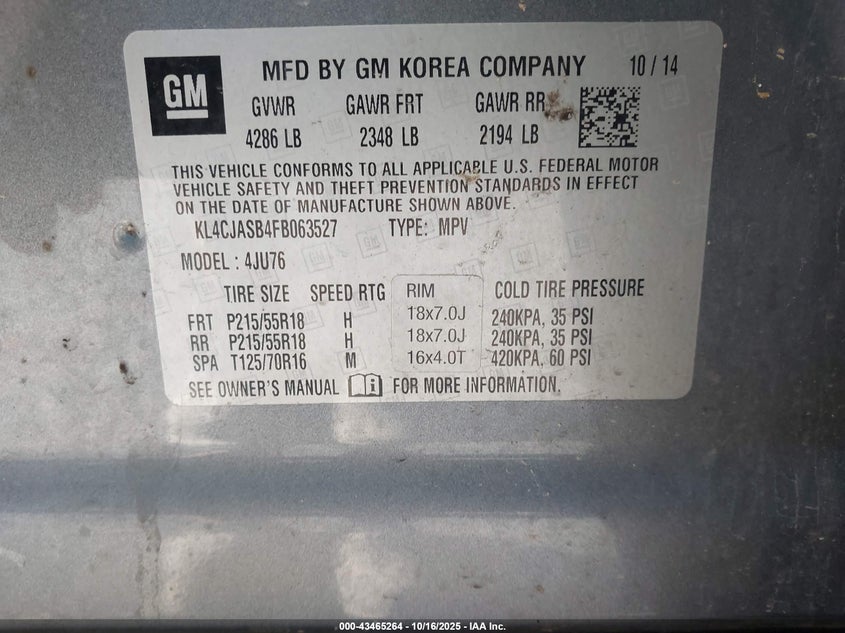 GM MFD BY GM KOREA COMPANY 10 / 14
GVWR GAWR FRT GAWR RR
4286 LB 2348 LB 2194 LB
THIS VEHICLE CONFORMS TO ALL APPLICABLE U.S. FEDERAL MOTOR
VEHICLE SAFETY AND THEFT PREVENTION STANDARDS IN EFFECT
ON THE DATE OF MANUFACTURE SHOWN ABOVE.
KL4CJASB4FB063527 TYPE: MPV
MODEL : 4JU76
TIRE SIZE SPEED RTG RIM COLD TIRE PRESSURE
FRT P215/55R18 H 18x7.0J 240KPA, 35 PSI
RR P215/55R18 H 18x7.0J 240KPA, 35 PSI
SPA T125/70R16 M 16x4.0T 420KPA, 60 PSI
SEE OWNER'S MANUAL FOR MORE INFORMATION.
000-43465264 - 10/16/2025 - IAA Inc.